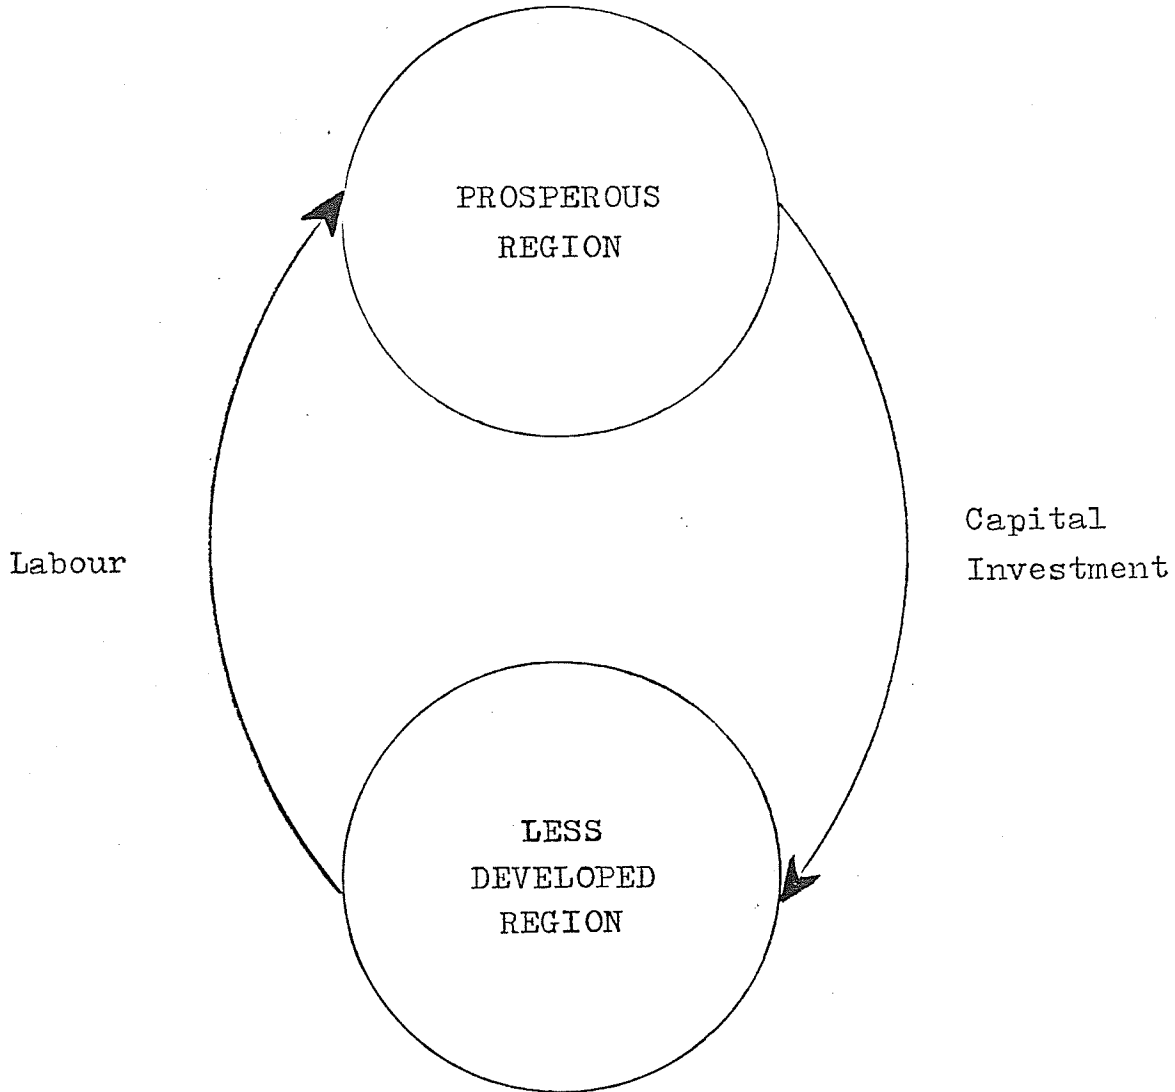 PROSPEROUS
REGION
Labour
Capital
Investment
LESS
DEVELOPED
REGION